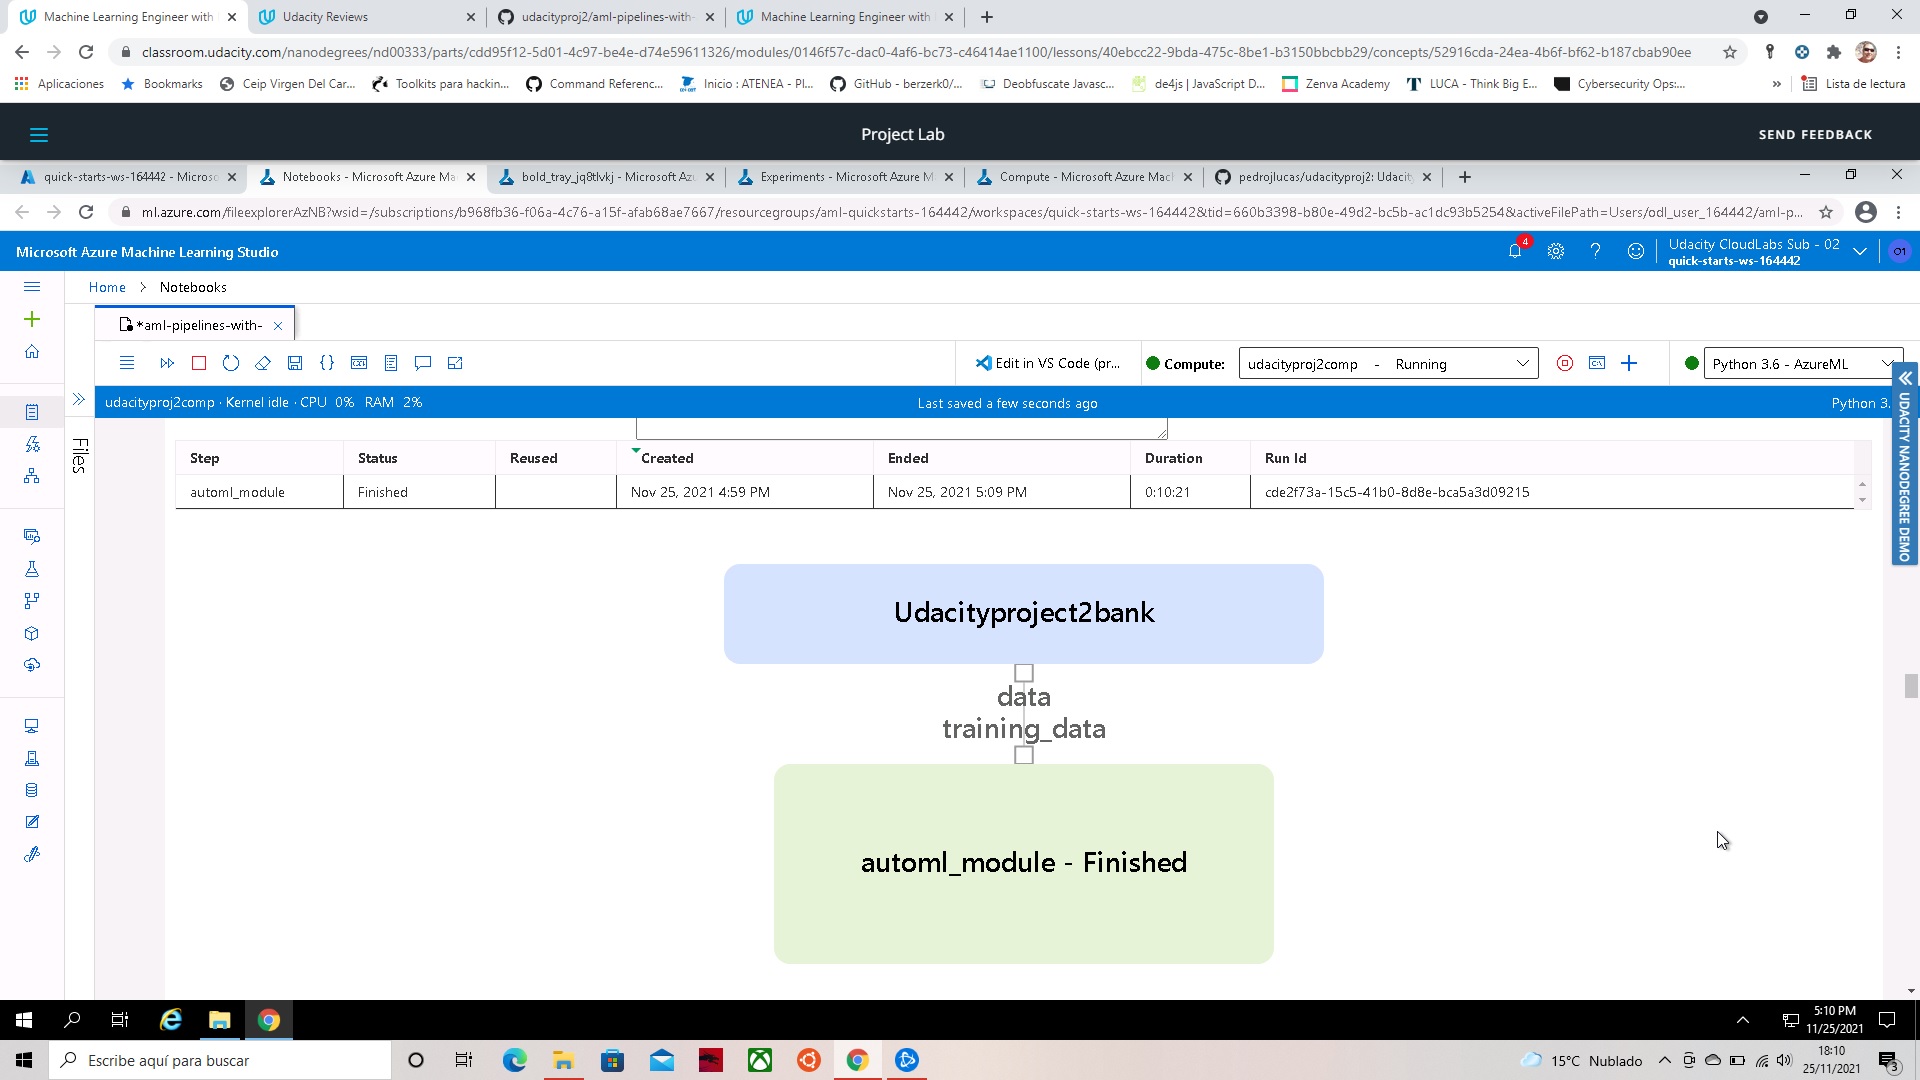 Machine Learning Engineer with
Udacity Reviews
udacityproj2/aml-pipelines-with-
Machine Learning Engineer with
classroom.udacity.com/nanodegrees/nd00333/parts/cdd95f12-5d01-4c97-be4e-d74e59611326/modules/0146f57c-dac0-4af6-bc73-c46414ae1100/lessons/40ebcc22-9bda-475c-8be1-b3150bbcbb29/concepts/52916cda-24ea-4b6f-bf62-b187cbab90ee
Aplicaciones
Bookmarks
Ceip Virgen Del Car...
Toolkits para hackin...
Command Referenc...
Inicio : ATENEA - Pl...
GitHub - berzerk0/...
Deobfuscate Javasc...
de4js | JavaScript D...
Zenva Academy
LUCA - Think Big E...
Cybersecurity Ops:...
»
Lista de lectura
Project Lab
SEND FEEDBACK
quick-starts-ws-164442 - Microso
Notebooks - Microsoft Azure Ma
bold_tray_jq8tlvkj - Microsoft Azu
Experiments - Microsoft Azure M
Compute - Microsoft Azure Mach
pedrojlucas/udacityproj2: Udacity
ml.azure.com/fileexplorerAzNB?wsid=/subscriptions/b968fb36-f06a-4c76-a15f-afab68ae7667/resourcegroups/aml-quickstarts-164442/workspaces/quick-starts-ws-164442&tid=660b3398-b80e-49d2-bc5b-ac1dc93b5254&activeFilePath=Users/odl_user_164442/aml-p...
Microsoft Azure Machine Learning Studio
4
Udacity CloudLabs Sub - 02
quick-starts-ws-164442
O1
Home > Notebooks
*aml-pipelines-with-
Edit in VS Code (pr...
Compute:
udacityproj2comp - Running
Python 3.6 - AzureML
udacityproj2comp · Kernel idle · CPU 0% RAM 2%
Last saved a few seconds ago
Python 3.
Files
UDACITY NANODEGREE DEMO
Step Status Reused Created Ended Duration Run Id
automl_module Finished Nov 25, 2021 4:59 PM Nov 25, 2021 5:09 PM 0:10:21 cde2f73a-15c5-41b0-8d8e-bca5a3d09215
Udacityproject2bank
data
training_data
automl_module - Finished
5:10 PM
11/25/2021
Escribe aquí para buscar
15°C Nublado
18:10
25/11/2021
3